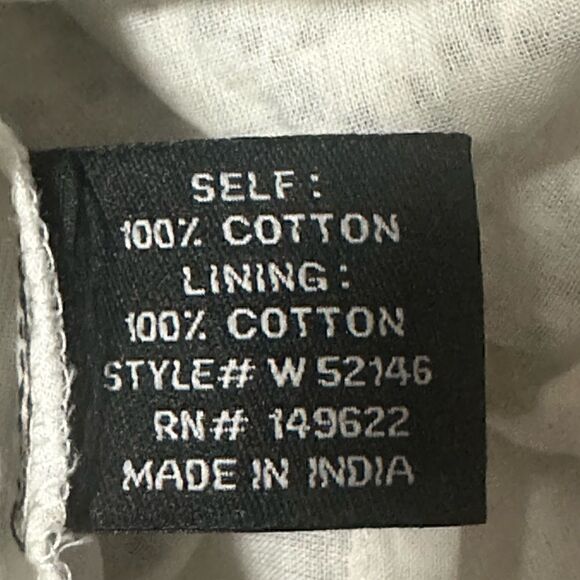 SELF:
100% COTTON
LINING:
100% COTTON
STYLE# W 52146
RN# 149622
MADE IN INDIA